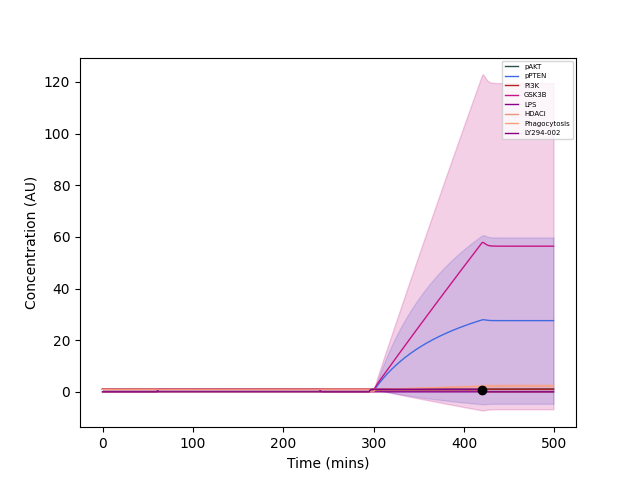 120
100
80
60
40
20
0
Concentration (AU)
0 100 200 300 400 500
Time (mins)
pAKT
pPTEN
PI3K
GSK3B
LPS
HDACi
Phagocytosis
LY294-002